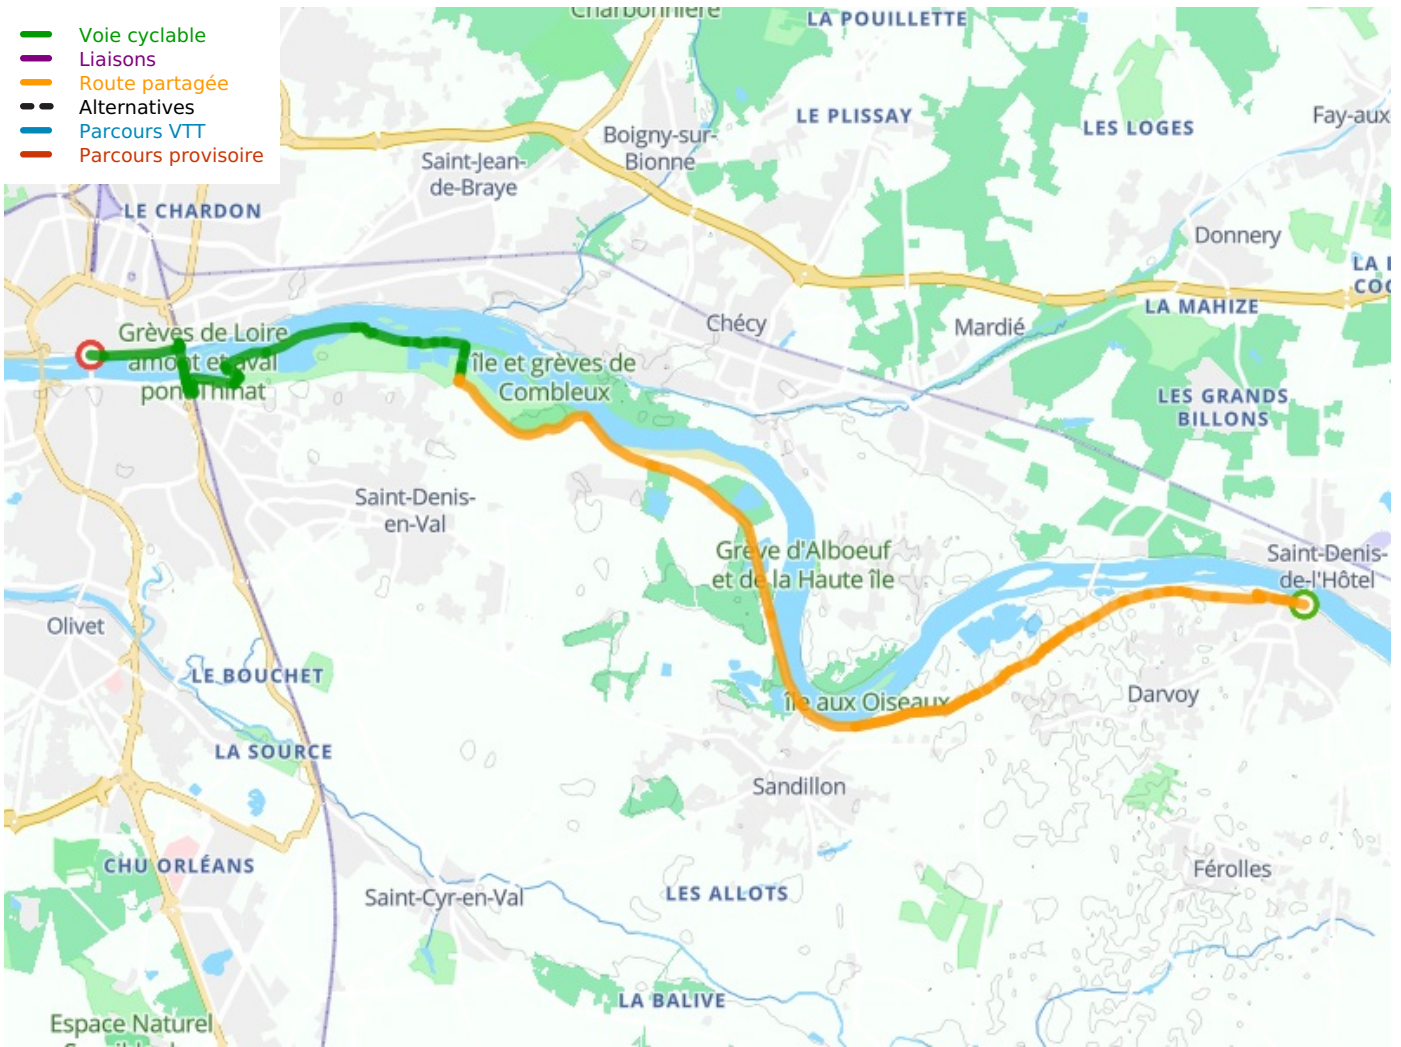 Voie cyclable
Liaisons
Route partagée
Alternatives
Parcours VTT
Parcours provisoire
Charbonnière
LA POUILLETTE
LE PLISSAY
LES LOGES
Fay-aux
Boigny-sur-
Bionne
Saint-Jean-
de-Braye
LE CHARDON
Donnery
LA MAHIZE
Chécy
Mardié
Grèves de Loire
amont et aval
pont Thinat
île et grèves de
Combleux
LES GRANDS
BILLONS
Saint-Denis-
en-Val
Grève d'Alboeuf
et de la Haute île
Saint-Denis-
de-l'Hôtel
Olivet
LE BOUCHET
île aux Oiseaux
Darvoy
LA SOURCE
Sandillon
CHU ORLÉANS
Férolles
Saint-Cyr-en-Val
LES ALLOTS
LA BALIVE
Espace Naturel